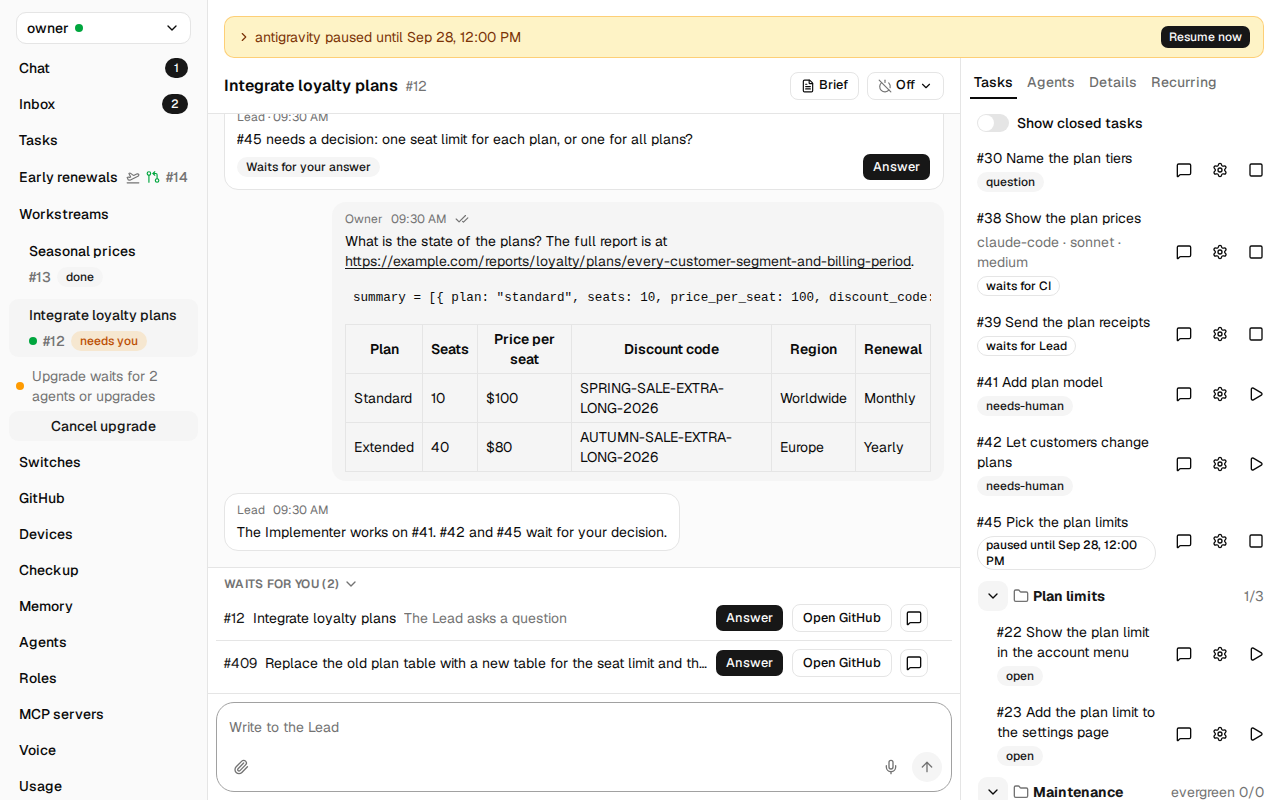 owner
Chat 1
Inbox 2
Tasks
Early renewals #14
Workstreams
Seasonal prices
#13 done
Integrate loyalty plans
#12 needs you
Upgrade waits for 2
agents or upgrades
Cancel upgrade
Switches
GitHub
Devices
Checkup
Memory
Agents
Roles
MCP servers
Voice
Usage
antigravity paused until Sep 28, 12:00 PM
Resume now
Integrate loyalty plans #12
Brief
Off
Lead · 09:30 AM
#45 needs a decision: one seat limit for each plan, or one for all plans?
Waits for your answer
Answer
Owner 09:30 AM
What is the state of the plans? The full report is at
https://example.com/reports/loyalty/plans/every-customer-segment-and-billing-period.
summary = [{ plan: "standard", seats: 10, price_per_seat: 100, discount_code:
Plan Seats Price per seat Discount code Region Renewal
Standard 10 $100 SPRING-SALE-EXTRA-LONG-2026 Worldwide Monthly
Extended 40 $80 AUTUMN-SALE-EXTRA-LONG-2026 Europe Yearly
Lead 09:30 AM
The Implementer works on #41. #42 and #45 wait for your decision.
WAITS FOR YOU (2)
#12 Integrate loyalty plans The Lead asks a question Answer Open GitHub
#409 Replace the old plan table with a new table for the seat limit and th… Answer Open GitHub
Write to the Lead
Tasks Agents Details Recurring
Show closed tasks
#30 Name the plan tiers
question
#38 Show the plan prices
claude-code · sonnet ·
medium
waits for CI
#39 Send the plan receipts
waits for Lead
#41 Add plan model
needs-human
#42 Let customers change
plans
needs-human
#45 Pick the plan limits
paused until Sep 28, 12:00
PM
Plan limits 1/3
#22 Show the plan limit
in the account menu
open
#23 Add the plan limit to
the settings page
open
Maintenance evergreen 0/0